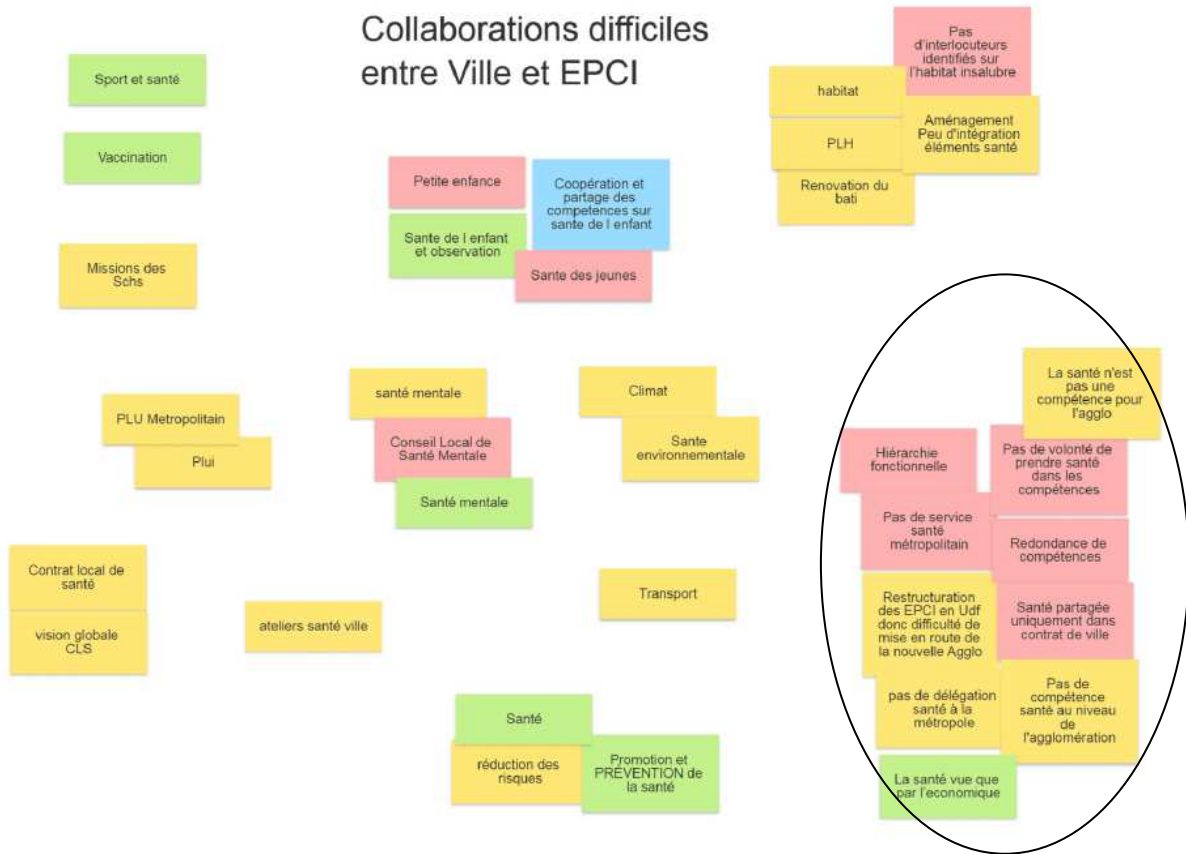 Collaborations difficiles
entre Ville et EPCI
Sport et santé
Vaccination
Missions des
Schs
Petite enfance
Coopération et
partage des
competences sur
sante de l enfant
Sante de l enfant
et observation
Sante des jeunes
Pas
d'interlocuteurs
identifiés sur
l'habitat insalubre
habitat
Aménagement
Peu d'intégration
éléments santé
PLH
Renovation du
bati
PLU Metropolitain
Plui
santé mentale
Conseil Local de
Santé Mentale
Santé mentale
Climat
Sante
environnementale
Contrat local de
santé
vision globale
CLS
ateliers santé ville
Transport
Santé
réduction des
risques
Promotion et
PREVENTION de
la santé
La santé n'est
pas une
compétence pour
l'agglo
Hiérarchie
fonctionnelle
Pas de volonté de
prendre santé
dans les
compétences
Pas de service
santé
métropolitain
Redondance de
compétences
Restructuration
des EPCI en Udf
donc difficulté de
mise en route de
la nouvelle Agglo
Santé partagée
uniquement dans
contrat de ville
pas de délégation
santé à la
métropole
Pas de
compétence
santé au niveau
de
l'agglomération
La santé vue que
par l'economique